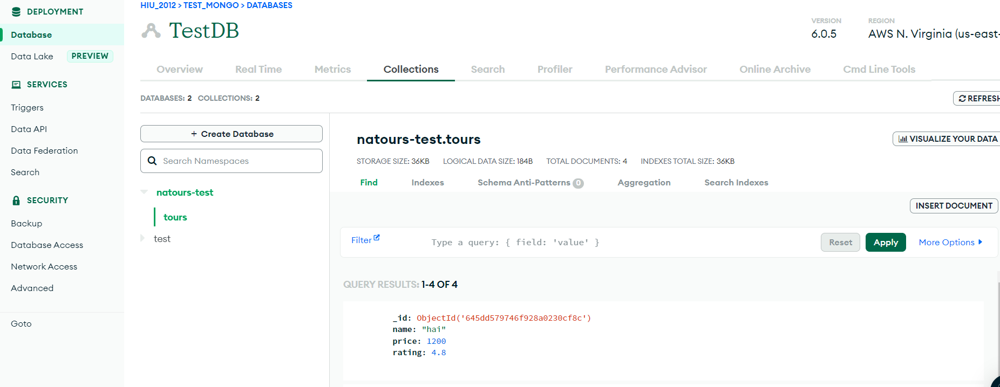 HIU_2012 > TEST_MONGO > DATABASES
DEPLOYMENT
Database
Data Lake PREVIEW
SERVICES
Triggers
Data API
Data Federation
Search
SECURITY
Backup
Database Access
Network Access
Advanced
Goto
TestDB
VERSION
6.0.5
REGION
AWS N. Virginia (us-east-
Overview Real Time Metrics Collections Search Profiler Performance Advisor Online Archive Cmd Line Tools
DATABASES: 2 COLLECTIONS: 2
REFRESH
+ Create Database
Search Namespaces
natours-test
tours
test
natours-test.tours
VISUALIZE YOUR DATA
STORAGE SIZE: 36KB LOGICAL DATA SIZE: 184B TOTAL DOCUMENTS: 4 INDEXES TOTAL SIZE: 36KB
Find Indexes Schema Anti-Patterns 0 Aggregation Search Indexes
INSERT DOCUMENT
Filter Type a query: { field: 'value' } Reset Apply More Options
QUERY RESULTS: 1-4 OF 4
_id: ObjectId('645dd579746f928a0230cf8c')
name: "hai"
price: 1200
rating: 4.8